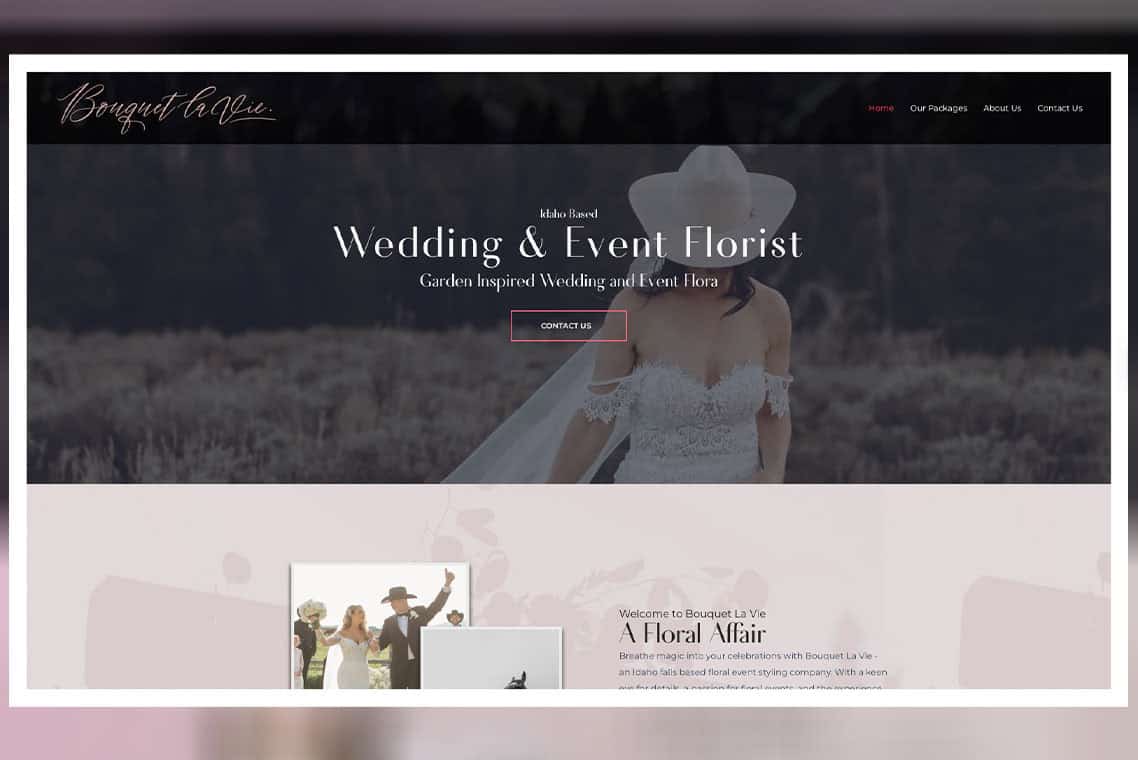 Bouquet la Vie.
Home Our Packages About Us Contact Us
Idaho Based
Wedding & Event Florist
Garden Inspired Wedding and Event Flora
CONTACT US
Welcome to Bouquet La Vie
A Floral Affair
Breathe magic into your celebrations with Bouquet La Vie -
an Idaho falls based floral event styling company. With a keen
eye for details, a passion for floral events, and the experience